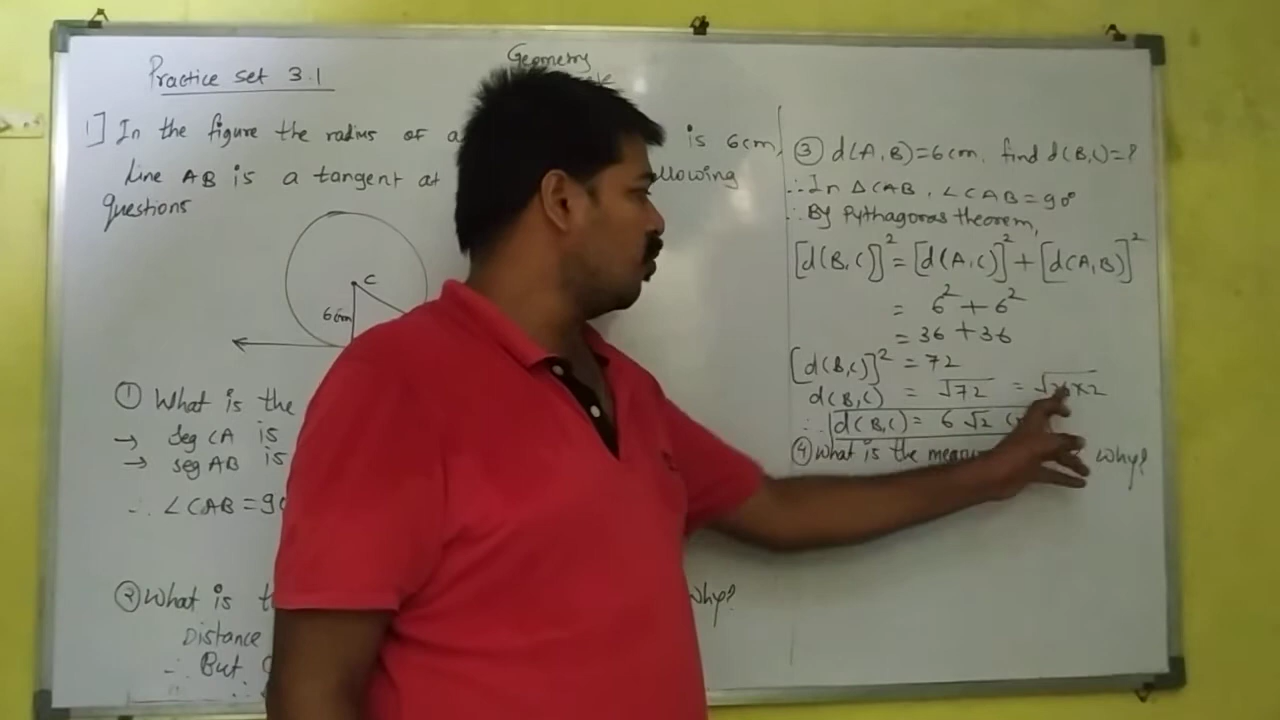 Geometry
Practice set 3.1
1] In the figure the radius of a is 6cm,
Line AB is a tangent at llowing
questions
C
6cm
① What is the
→ seg CA is
→ seg AB is
∴ ∠CAB=90
② What is t why?
Distance
∴ But
③ d(A,B)=6cm, find d(B,C)=?
∴ In △CAB, ∠CAB=90°
∴ By Pythagoras theorem,
[d(B,C)]² = [d(A,C)]² + [d(A,B)]²
= 6² + 6²
= 36 + 36
[d(B,C)]² = 72
d(B,C) = √72 = √36×2
∴ d(B,C) = 6√2
④ What is the measu why?